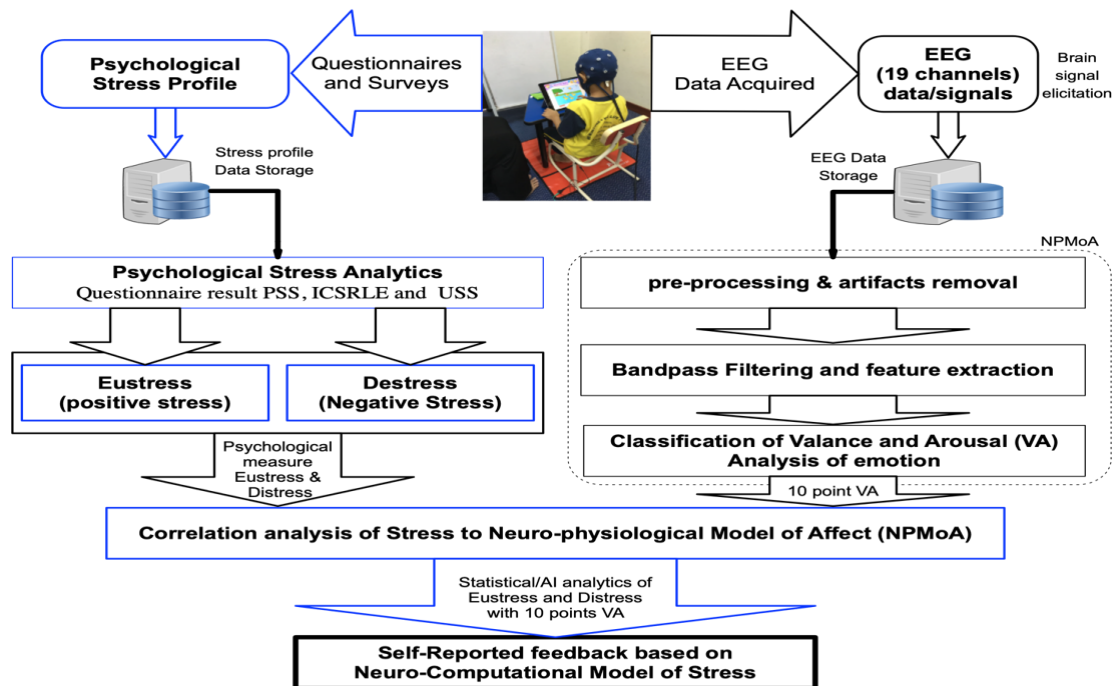 Psychological
Stress Profile
Questionnaires
and Surveys
EEG
Data Acquired
EEG
(19 channels)
data/signals
Brain
signal
elicitation
Stress profile
Data Storage
EEG Data
Storage
NPMoA
Psychological Stress Analytics
Questionnaire result PSS, ICSRLE and USS
pre-processing & artifacts removal
Bandpass Filtering and feature extraction
Eustress
(positive stress)
Destress
(Negative Stress)
Classification of Valance and Arousal (VA)
Analysis of emotion
Psychological
measure
Eustress &
Distress
10 point VA
Correlation analysis of Stress to Neuro-physiological Model of Affect (NPMoA)
Statistical/AI analytics of
Eustress and Distress
with 10 points VA
Self-Reported feedback based on
Neuro-Computational Model of Stress